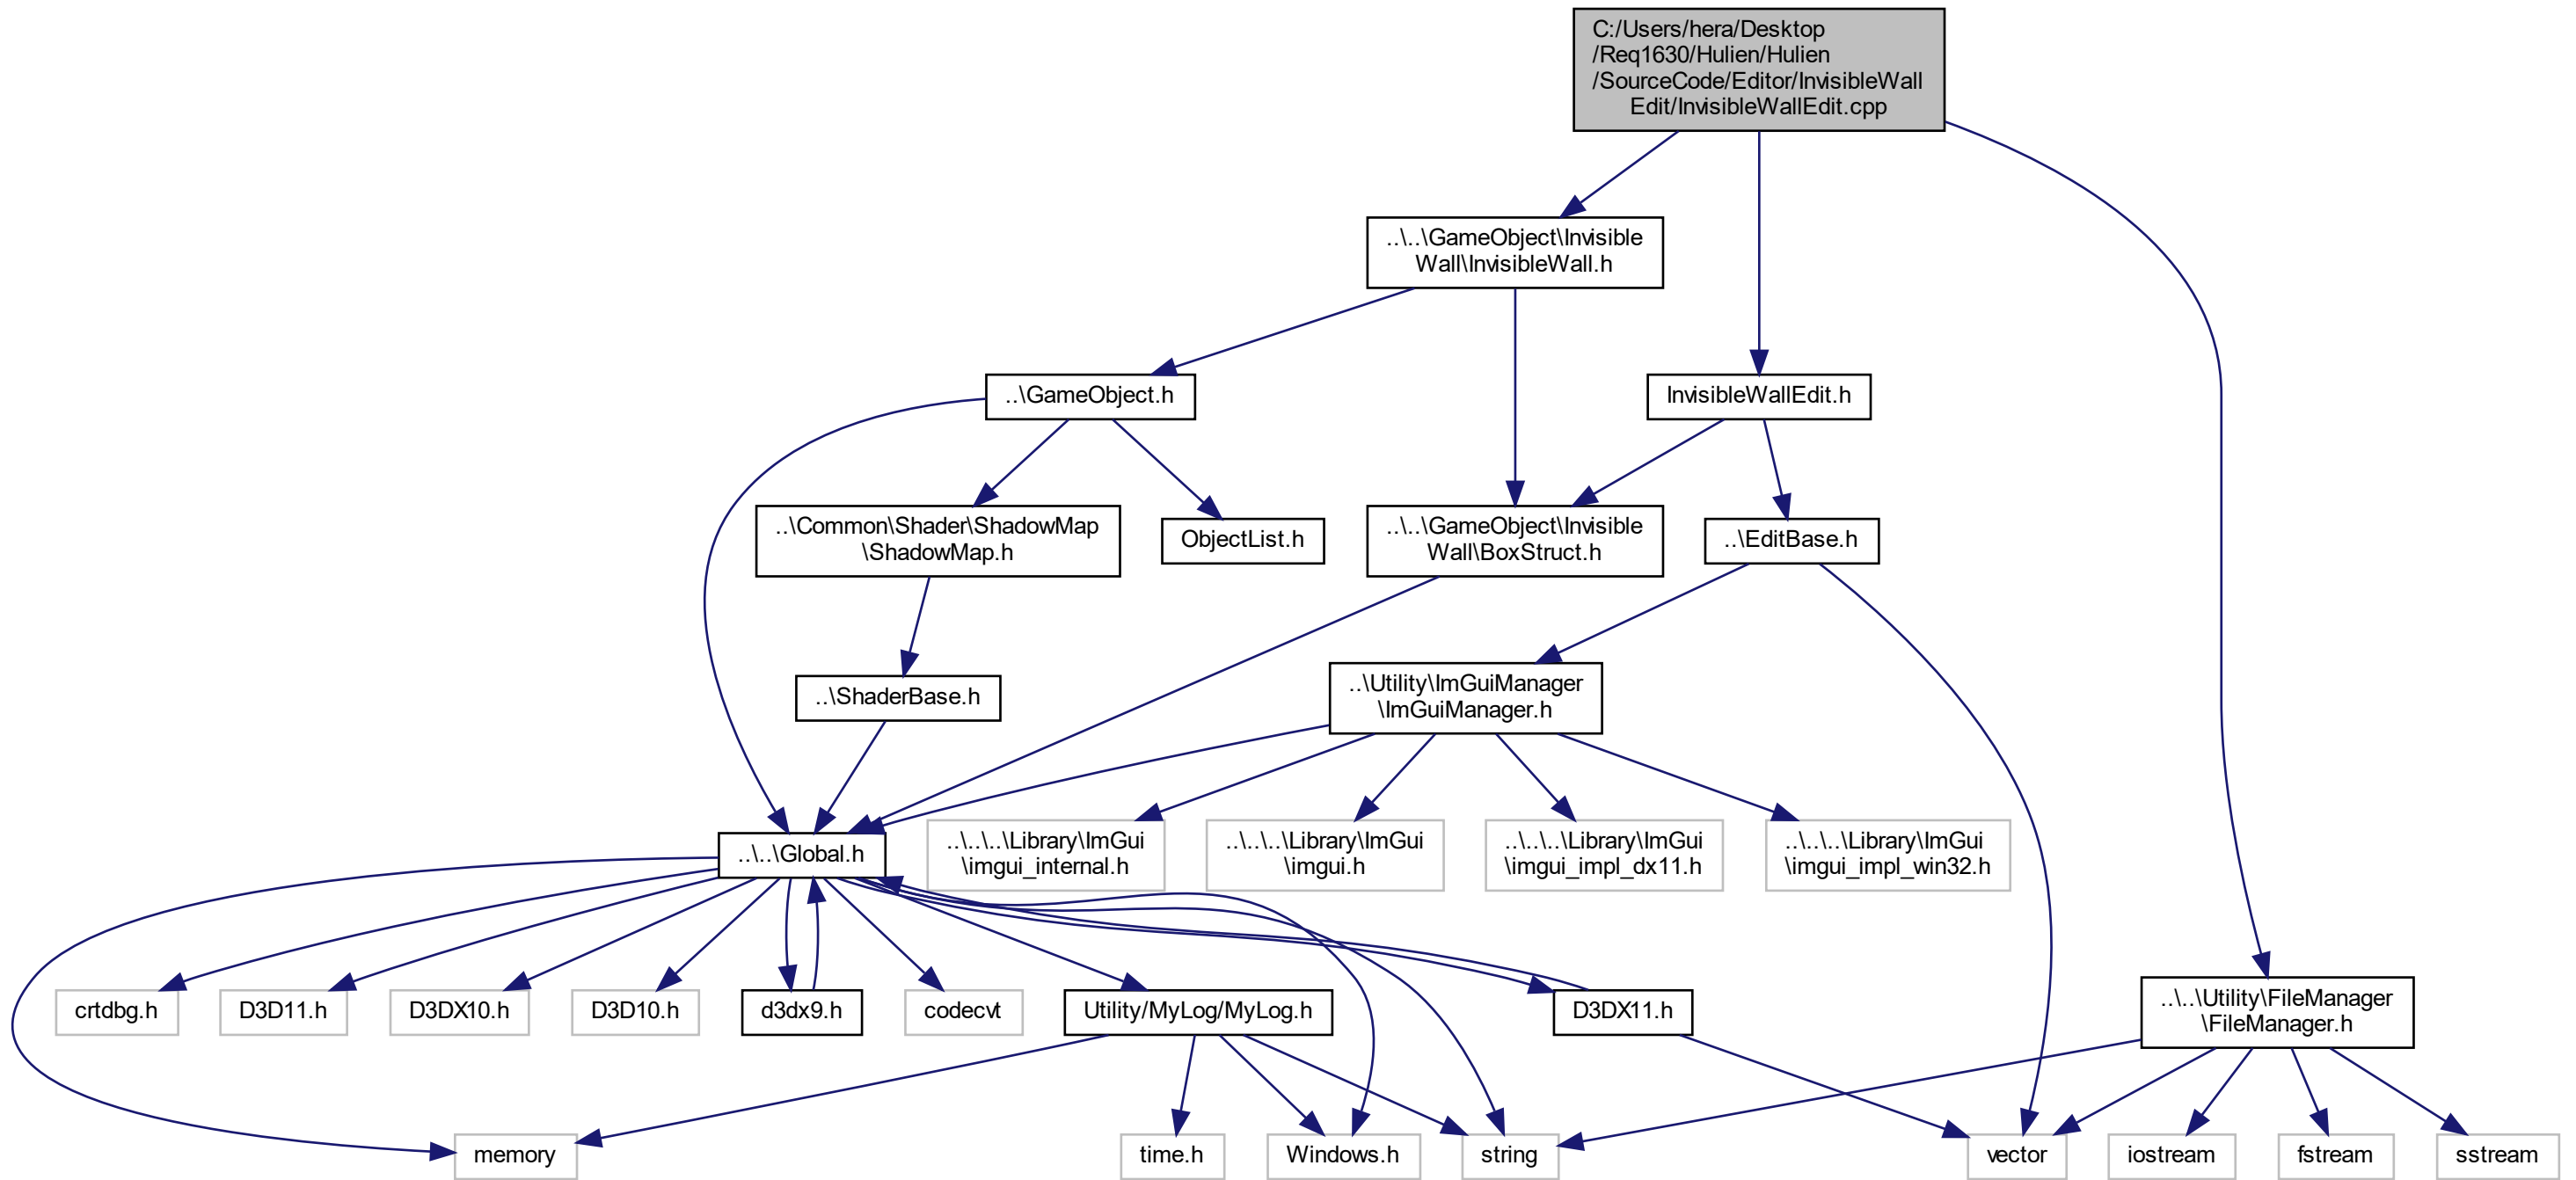 C:/Users/hera/Desktop
/Req1630/Hulien/Hulien
/SourceCode/Editor/InvisibleWall
Edit/InvisibleWallEdit.cpp
..\..\GameObject\Invisible
Wall\InvisibleWall.h
..\GameObject.h
InvisibleWallEdit.h
..\Common\Shader\ShadowMap
\ShadowMap.h
ObjectList.h
..\..\GameObject\Invisible
Wall\BoxStruct.h
..\EditBase.h
..\ShaderBase.h
..\Utility\ImGuiManager
\ImGuiManager.h
..\..\Global.h
..\..\..\Library\ImGui
\imgui_internal.h
..\..\..\Library\ImGui
\imgui.h
..\..\..\Library\ImGui
\imgui_impl_dx11.h
..\..\..\Library\ImGui
\imgui_impl_win32.h
crtdbg.h
D3D11.h
D3DX10.h
D3D10.h
d3dx9.h
codecvt
Utility/MyLog/MyLog.h
D3DX11.h
..\..\Utility\FileManager
\FileManager.h
memory
time.h
Windows.h
string
vector
iostream
fstream
sstream